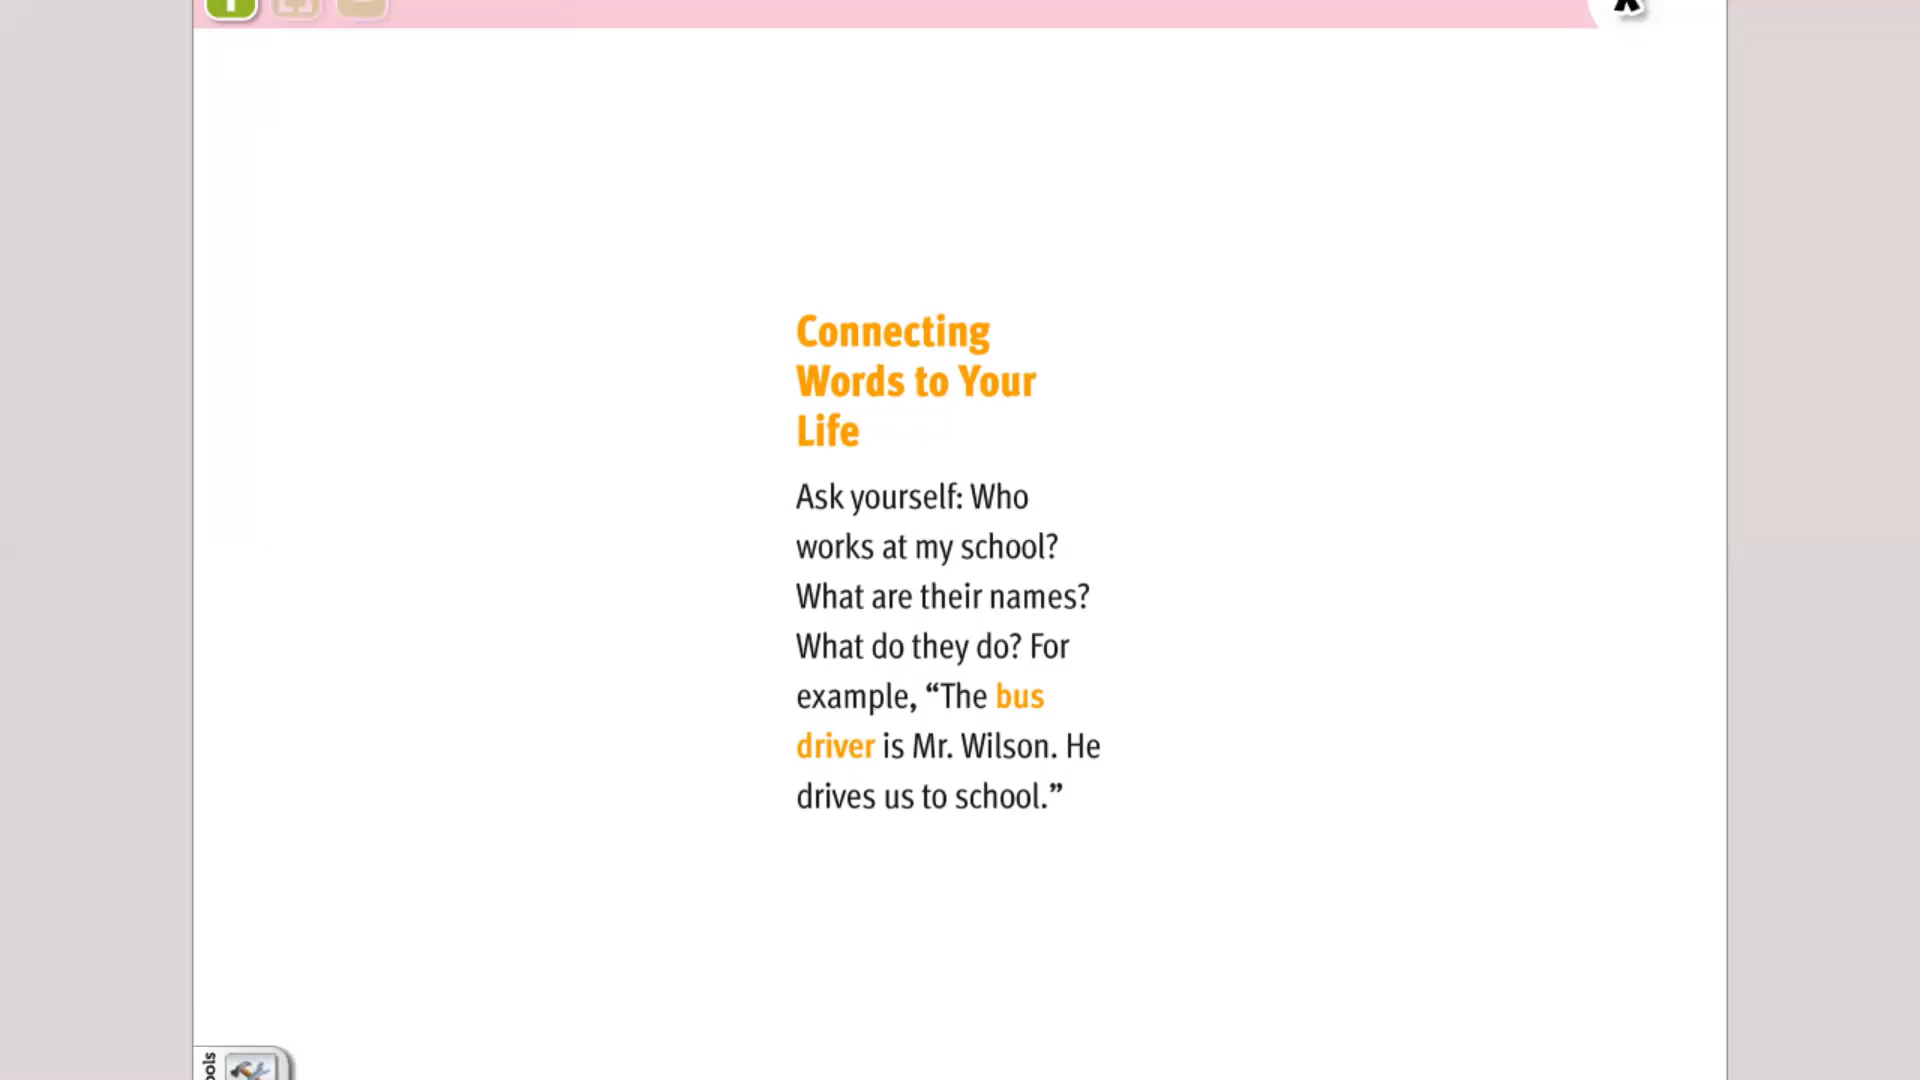 Connecting
Words to Your
Life
Ask yourself: Who
works at my school?
What are their names?
What do they do? For
example, “The bus
driver is Mr. Wilson. He
drives us to school.”